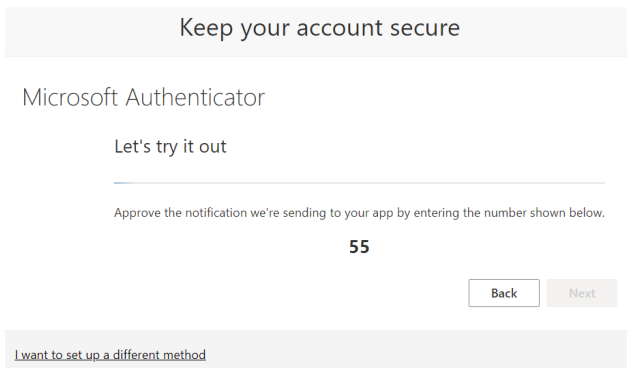 Keep your account secure
Microsoft Authenticator
Let's try it out
Approve the notification we're sending to your app by entering the number shown below.
55
Back
Next
I want to set up a different method